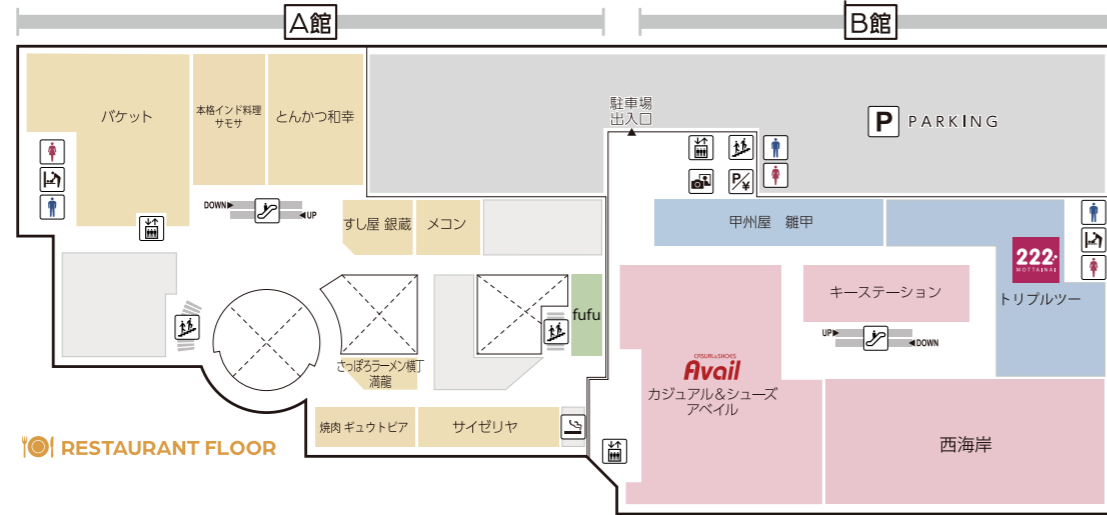 A館
B館
バケット
本格インド料理
サモサ
とんかつ和幸
駐車場
出入口
P PARKING
DOWN
UP
P/¥
すし屋 銀蔵
メコン
甲州屋 雛甲
222
MOTTAINAI
トリプルツー
キーステーション
fufu
UP
DOWN
さっぽろラーメン横丁
満龍
CASUAL&SHOES
Avail
カジュアル&シューズ
アベイル
焼肉 ギュウトピア
サイゼリヤ
西海岸
RESTAURANT FLOOR